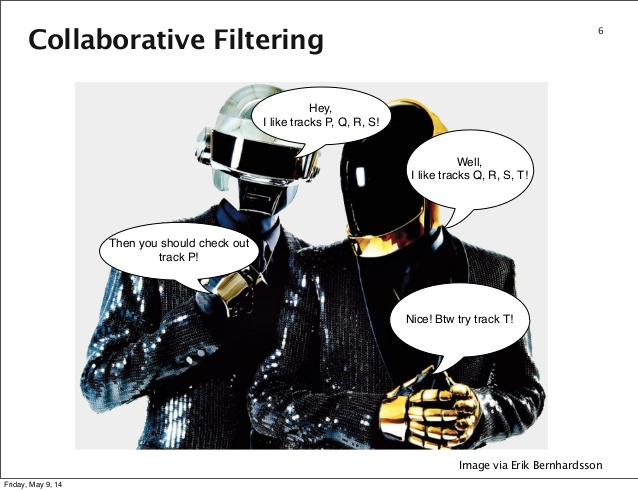 Collaborative Filtering
6
Hey,
I like tracks P, Q, R, S!
Well,
I like tracks Q, R, S, T!
Then you should check out
track P!
Nice! Btw try track T!
Image via Erik Bernhardsson
Friday, May 9, 14